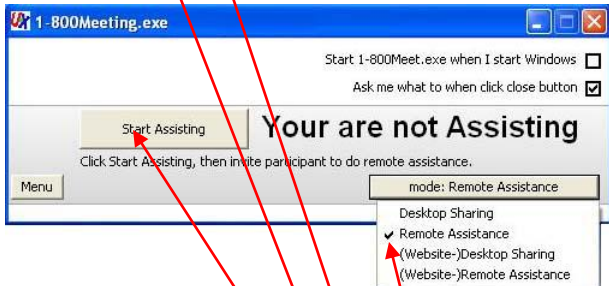 1-800Meeting.exe
Start 1-800Meet.exe when I start Windows
Ask me what to when click close button
Start Assisting
Your are not Assisting
Click Start Assisting, then invite participant to do remote assistance.
Menu
mode: Remote Assistance
Desktop Sharing
Remote Assistance
(Website-)Desktop Sharing
(Website-)Remote Assistance